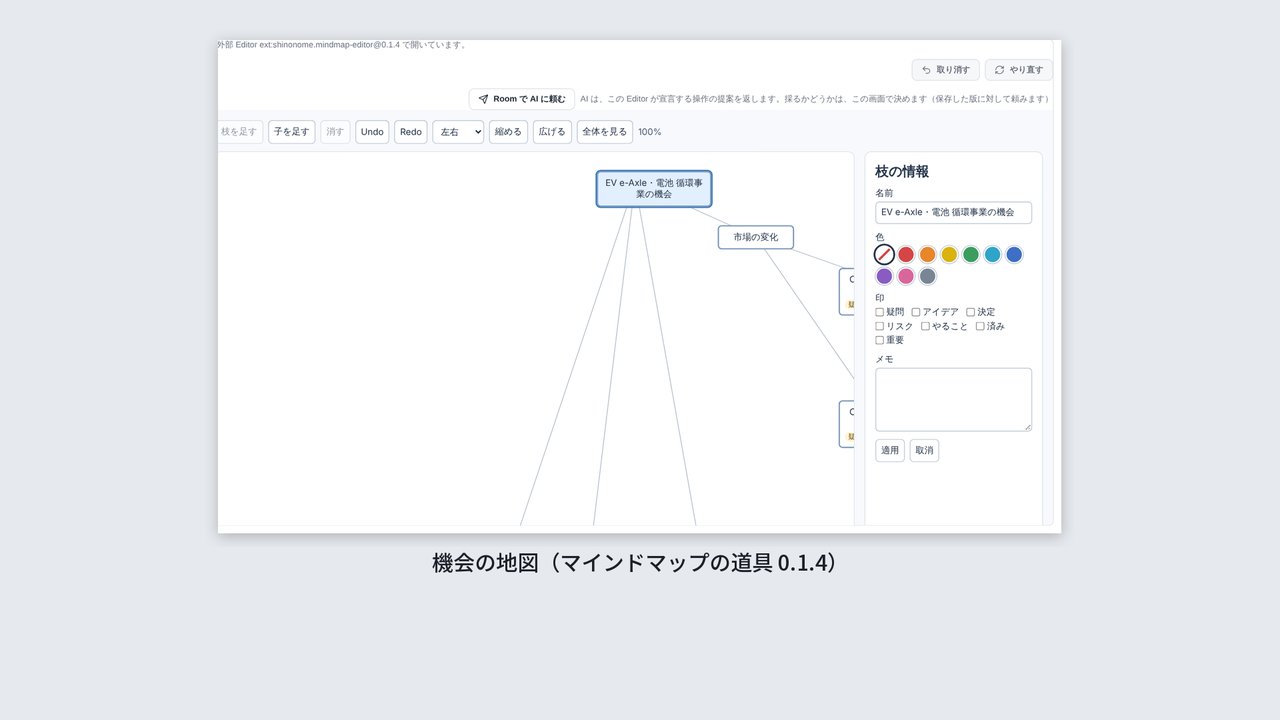 外部 Editor ext:shinonome.mindmap-editor@0.1.4 で開いています。
取り消す やり直す
Room で AI に頼む AI は、この Editor が宣言する操作の提案を返します。採るかどうかは、この画面で決めます（保存した版に対して頼みます）
枝を足す 子を足す 消す Undo Redo 左右 縮める 広げる 全体を見る 100%
EV e-Axle・電池 循環事
業の機会
市場の変化
枝の情報
名前
EV e-Axle・電池 循環事業の機会
色
印
疑問 アイデア 決定
リスク やること 済み
重要
メモ
適用 取消
機会の地図（マインドマップの道具 0.1.4）